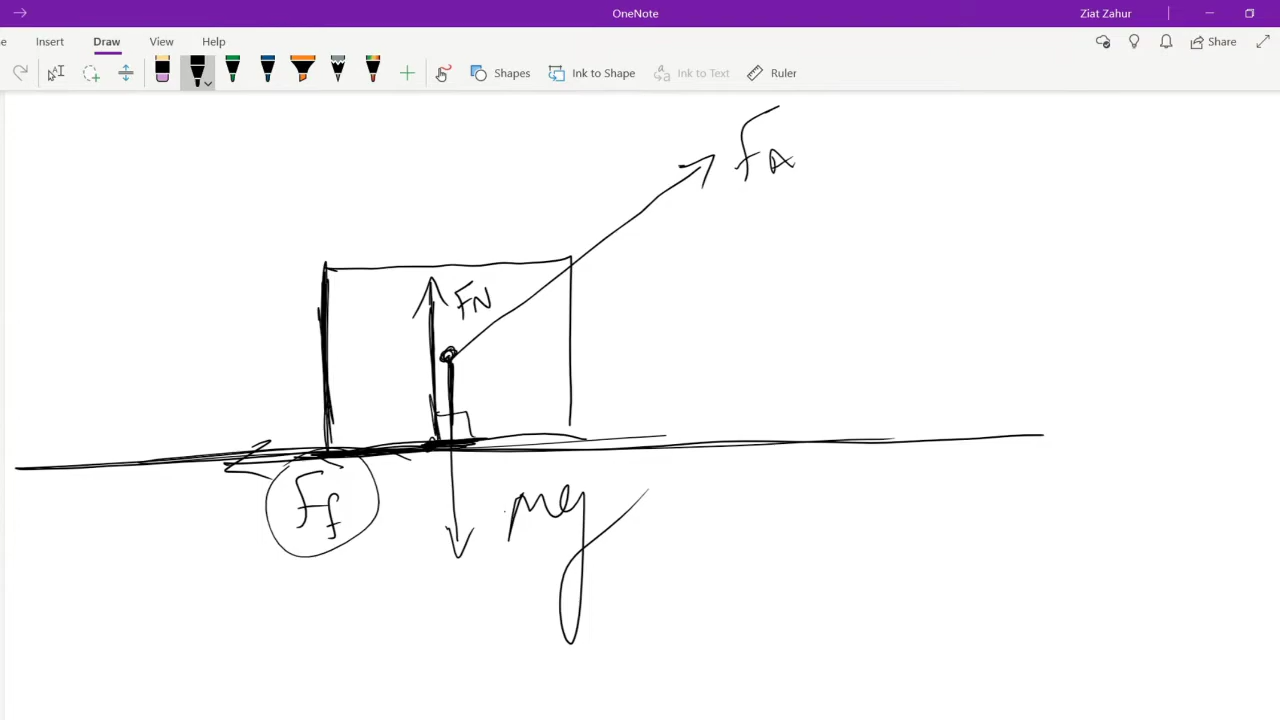 OneNote
Ziat Zahur
e Insert Draw View Help
Share
Shapes Ink to Shape Ink to Text Ruler
FA
FN
Ff
mg